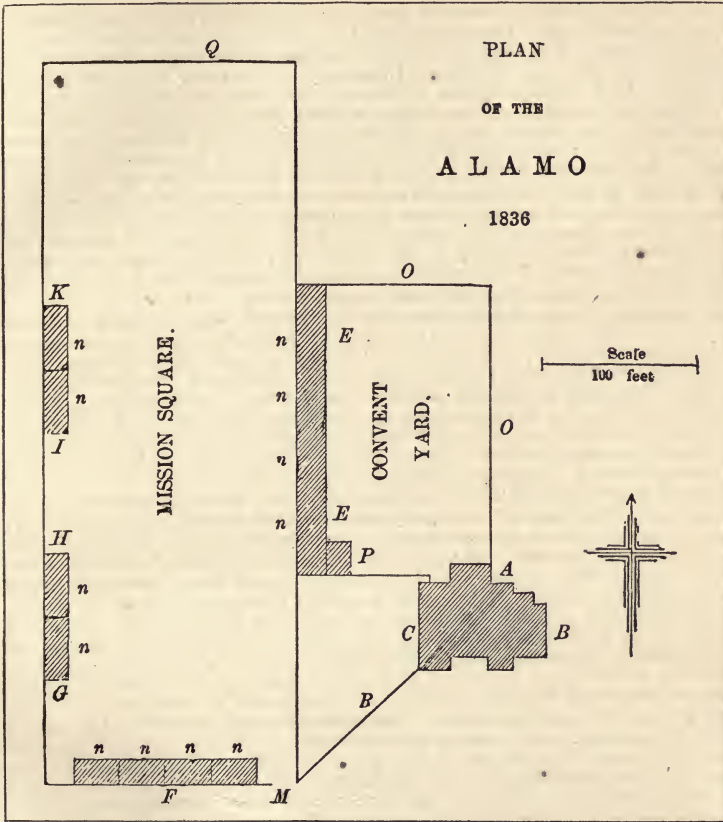 PLAN
OF THE
ALAMO
1836
Q
O
K
n
n
E
Scale
100 feet
n
n
I
MISSION SQUARE.
CONVENT
YARD.
O
n
n
H
E
P
A
n
C
B
n
G
B
n n n n
F
M